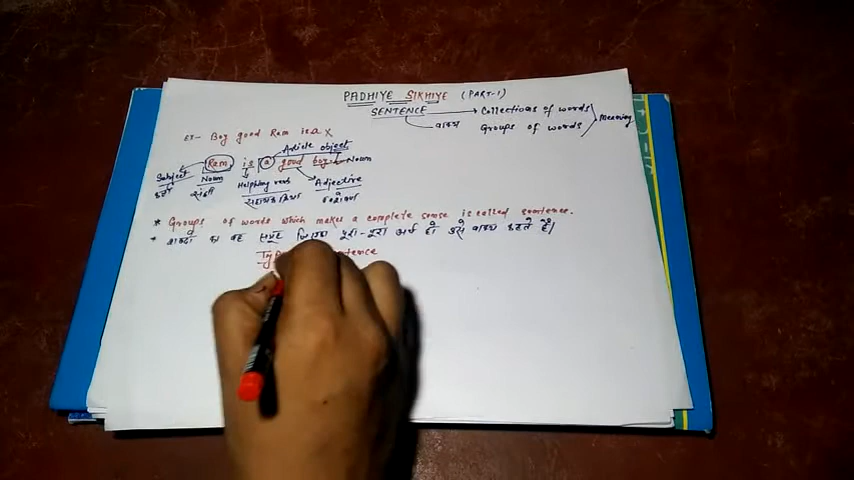 PADHIYE SIKHIYE (PART-1)
SENTENCE Collections of words
वाक्य Groups of words Meaning
Ex- Boy good Ram is a X
Article object
Ram is a good boy Noun
Subject Noun Helping verb Adjective
कर्ता संज्ञा सहायक क्रिया विशेषण
* Groups of words which makes a complete sense is called sentence.
* शब्दों का वह समूह जिसका पूरा-पूरा अर्थ हो उसे वाक्य कहते हैं।